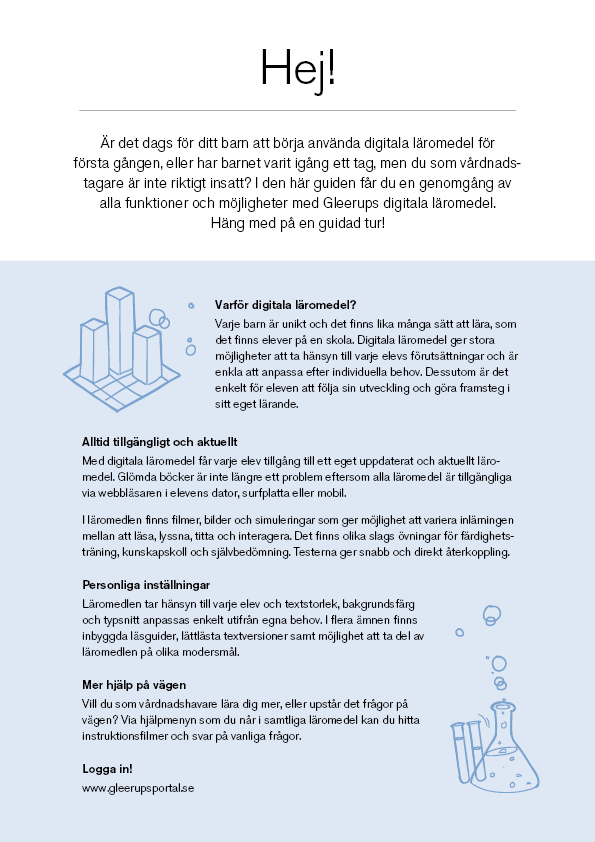 Hej!
Är det dags för ditt barn att börja använda digitala läromedel för
första gången, eller har barnet varit igång ett tag, men du som vårdnads-
tagare är inte riktigt insatt? I den här guiden får du en genomgång av
alla funktioner och möjligheter med Gleerups digitala läromedel.
Häng med på en guidad tur!
Varför digitala läromedel?
Varje barn är unikt och det finns lika många sätt att lära, som
det finns elever på en skola. Digitala läromedel ger stora
möjligheter att ta hänsyn till varje elevs förutsättningar och är
enkla att anpassa efter individuella behov. Dessutom är det
enkelt för eleven att följa sin utveckling och göra framsteg i
sitt eget lärande.
Alltid tillgängligt och aktuellt
Med digitala läromedel får varje elev tillgång till ett eget uppdaterat och aktuellt läro-
medel. Glömda böcker är inte längre ett problem eftersom alla läromedel är tillgängliga
via webbläsaren i elevens dator, surfplatta eller mobil.
I läromedlen finns filmer, bilder och simuleringar som ger möjlighet att variera inlärningen
mellan att läsa, lyssna, titta och interagera. Det finns olika slags övningar för färdighets-
träning, kunskapskoll och självbedömning. Testerna ger snabb och direkt återkoppling.
Personliga inställningar
Läromedlen tar hänsyn till varje elev och textstorlek, bakgrundsfärg
och typsnitt anpassas enkelt utifrån egna behov. I flera ämnen finns
inbyggda läsguider, lättlästa textversioner samt möjlighet att ta del av
läromedlen på olika modersmål.
Mer hjälp på vägen
Vill du som vårdnadshavare lära dig mer, eller uppstår det frågor på
vägen? Via hjälpmenyn som du når i samtliga läromedel kan du hitta
instruktionsfilmer och svar på vanliga frågor.
Logga in!
www.gleerupsportal.se